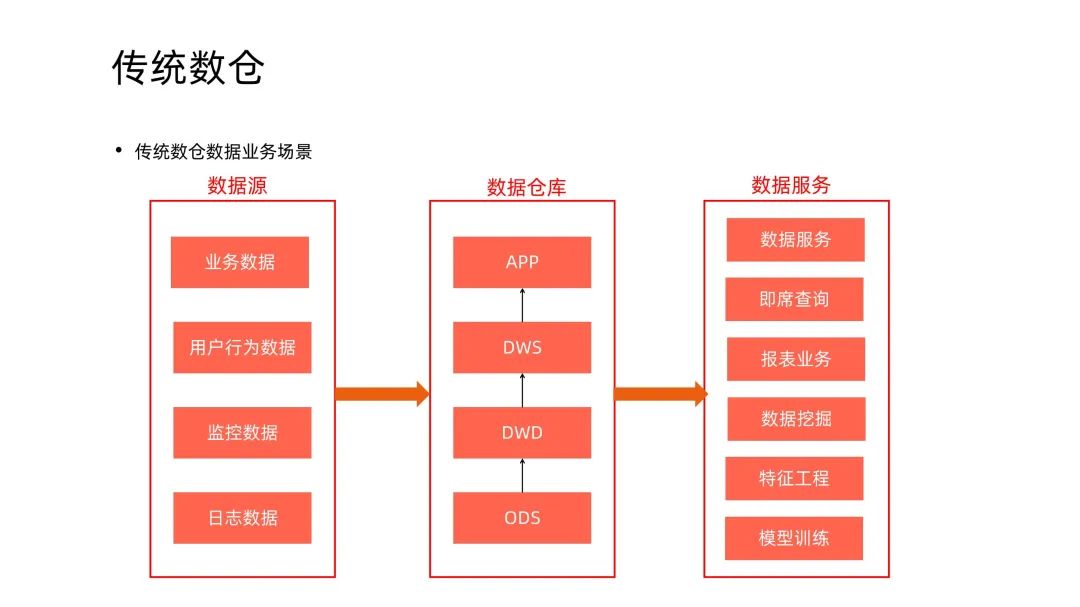 传统数仓
• 传统数仓数据业务场景
数据源
业务数据
用户行为数据
监控数据
日志数据
数据仓库
APP
DWS
DWD
ODS
数据服务
数据服务
即席查询
报表业务
数据挖掘
特征工程
模型训练